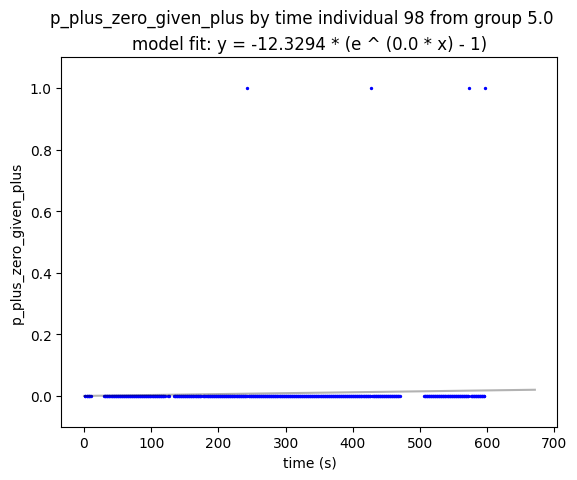 p_plus_zero_given_plus by time individual 98 from group 5.0
model fit: y = -12.3294 * (e ^ (0.0 * x) - 1)
1.0
0.8
0.6
0.4
0.2
0.0
p_plus_zero_given_plus
0 100 200 300 400 500 600 700
time (s)